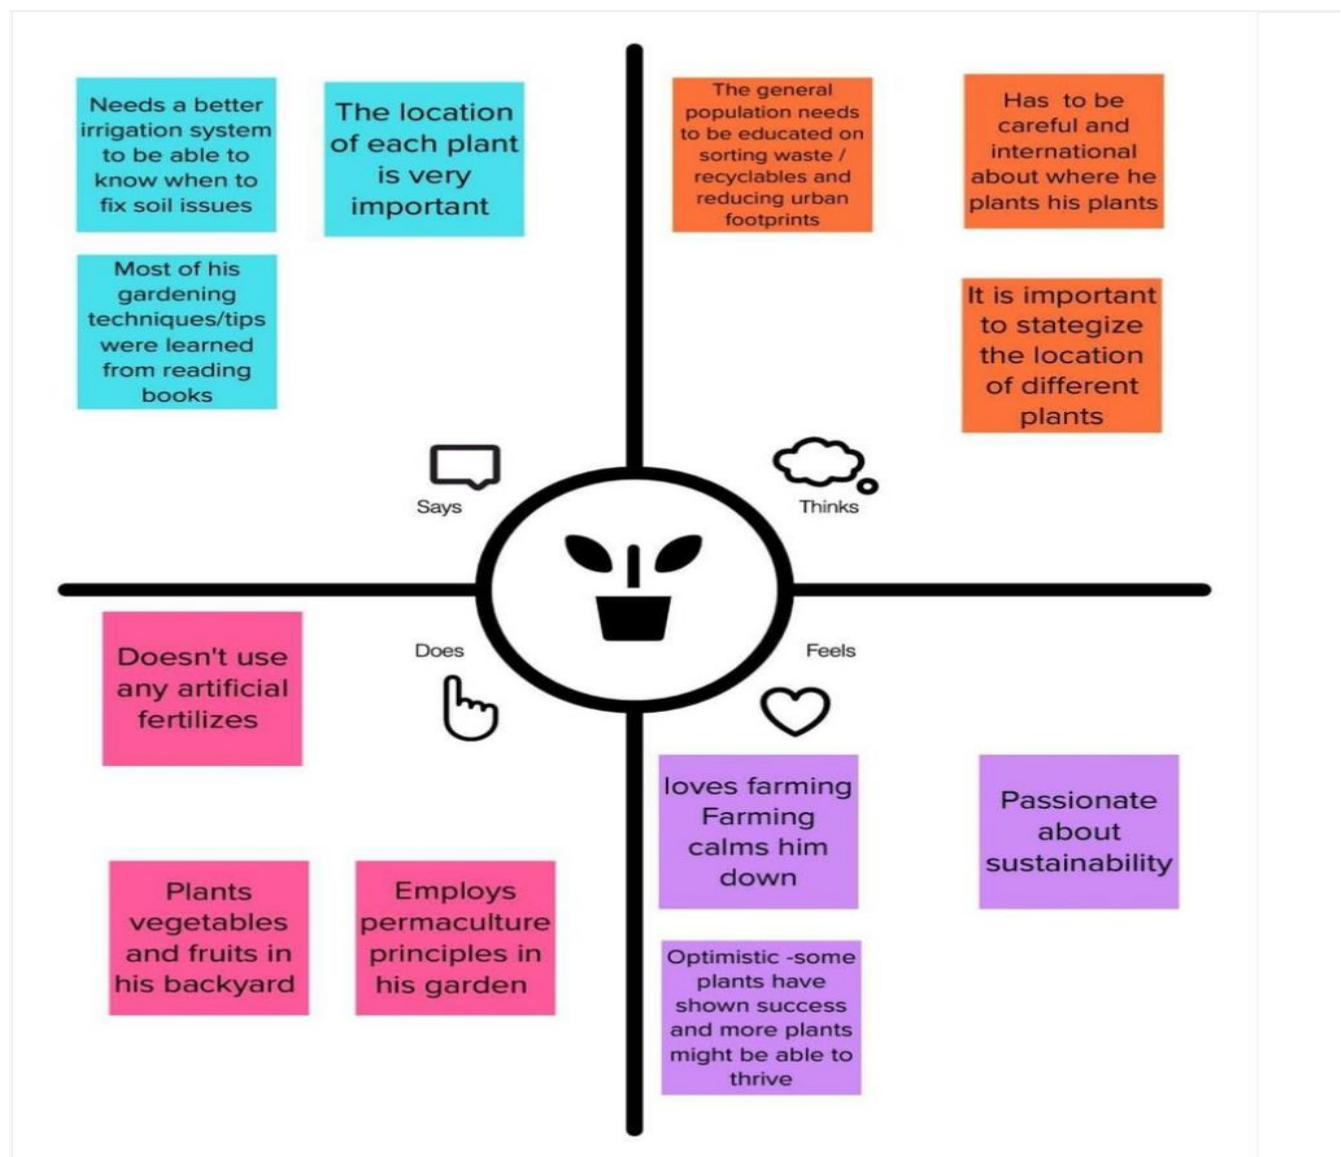 Needs a better
irrigation system
to be able to
know when to
fix soil issues
The location
of each plant
is very
important
Most of his
gardening
techniques/tips
were learned
from reading
books
Says
The general
population needs
to be educated on
sorting waste /
recyclables and
reducing urban
footprints
Has to be
careful and
international
about where he
plants his plants
It is important
to stategize
the location
of different
plants
Thinks
Does
Doesn't use
any artificial
fertilizes
Plants
vegetables
and fruits in
his backyard
Employs
permaculture
principles in
his garden
Feels
loves farming
Farming
calms him
down
Passionate
about
sustainability
Optimistic -some
plants have
shown success
and more plants
might be able to
thrive